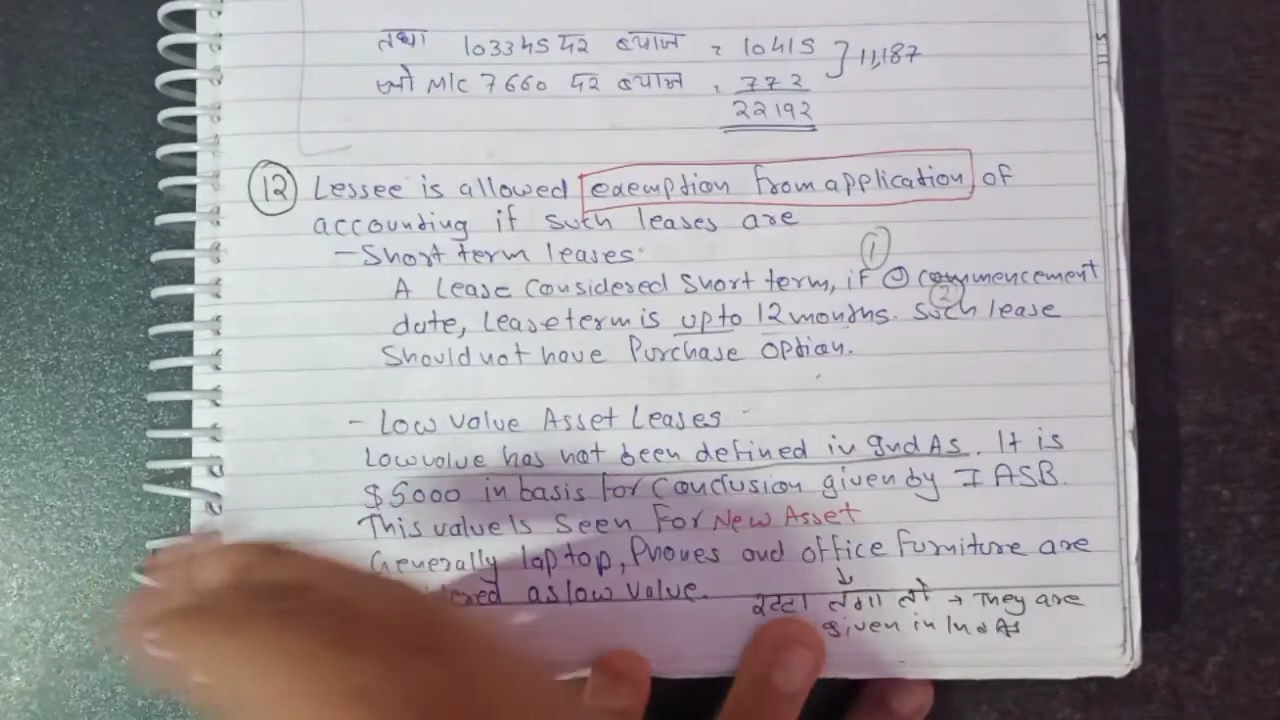 तथा 103345 पर ब्याज = 10415 } 11,187
जो M/C 7660 पर ब्याज = 772
22192
12 Lessee is allowed exemption from application of
accounting if such leases are
- Short term leases.
A Lease Considered Short term, if @ commencement 1
date, Lease term is upto 12 months. Such lease 2
Should not have Purchase Option.
- Low value Asset Leases
Low value has not been defined in Ind As. It is
$5000 in basis for Conclusion given by IASB.
This value is Seen For New Asset
Generally laptop, Phones and office Furniture are
as low value.
↓
→ They are
given in Ind AS